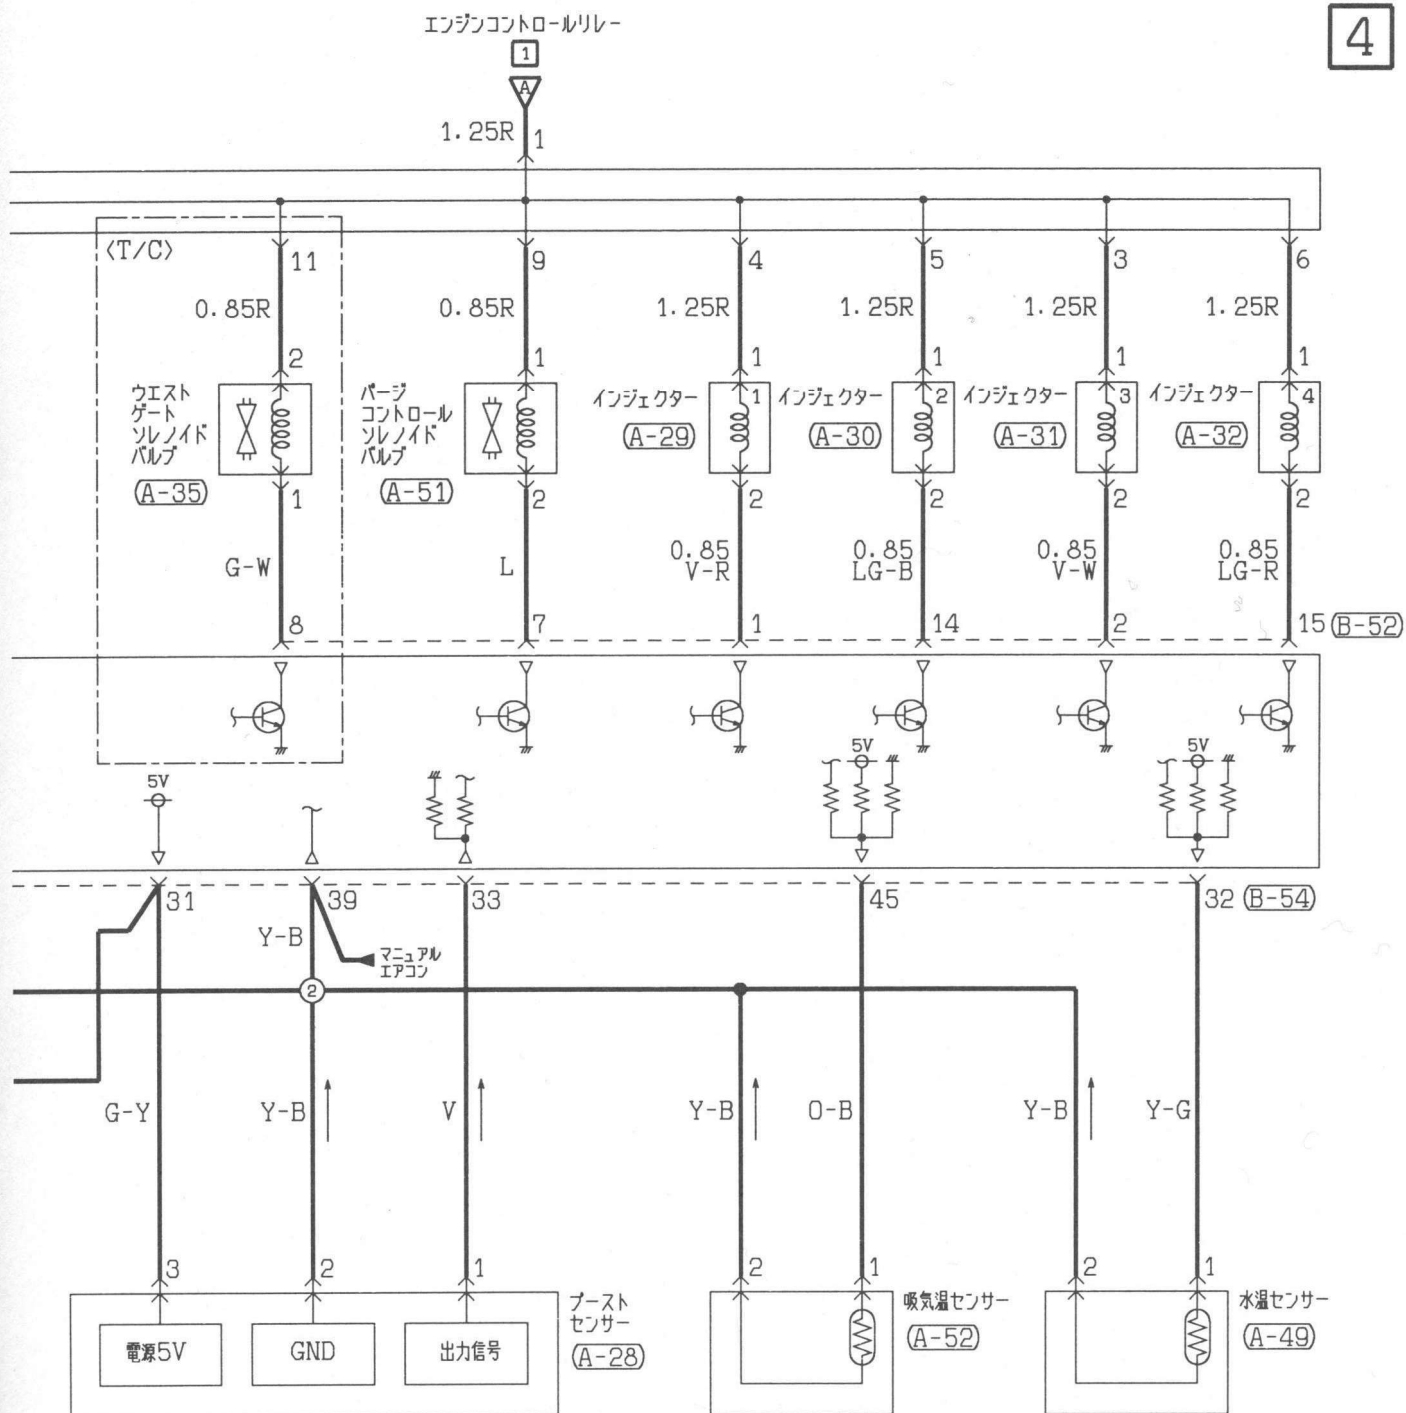 エンジンコントロールリレー
4
1
A
1.25R 1
〈T/C〉
11 9 4 5 3 6
0.85R 0.85R 1.25R 1.25R 1.25R 1.25R
2 1 1 1 1 1
ウエスト
ゲート
ソレノイド
バルブ
(A-35)
パージ
コントロール
ソレノイド
バルブ
(A-51)
インジェクター 1
(A-29)
インジェクター 2
(A-30)
インジェクター 3
(A-31)
インジェクター 4
(A-32)
1 2 2 2 2 2
G-W
L
0.85
V-R
0.85
LG-B
0.85
V-W
0.85
LG-R
8 7 1 14 2 15 (B-52)
5V
5V
5V
31 39 33 45 32 (B-54)
Y-B
マニュアル
エアコン
2
G-Y Y-B V Y-B O-B Y-B Y-G
3 2 1 2 1 2 1
電源5V
GND
出力信号
ブースト
センサー
(A-28)
吸気温センサー
(A-52)
水温センサー
(A-49)